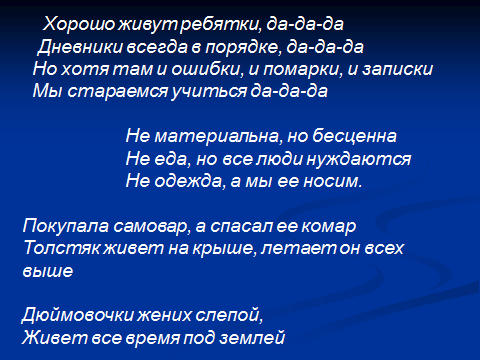 Хорошо живут ребятки, да-да-да
Дневники всегда в порядке, да-да-да
Но хотя там и ошибки, и помарки, и записки
Мы стараемся учиться да-да-да
Не материальна, но бесценна
Не еда, но все люди нуждаются
Не одежда, а мы ее носим.
Покупала самовар, а спасал ее комар
Толстяк живет на крыше, летает он всех
выше
Дюймовочки жених слепой,
Живет все время под землей